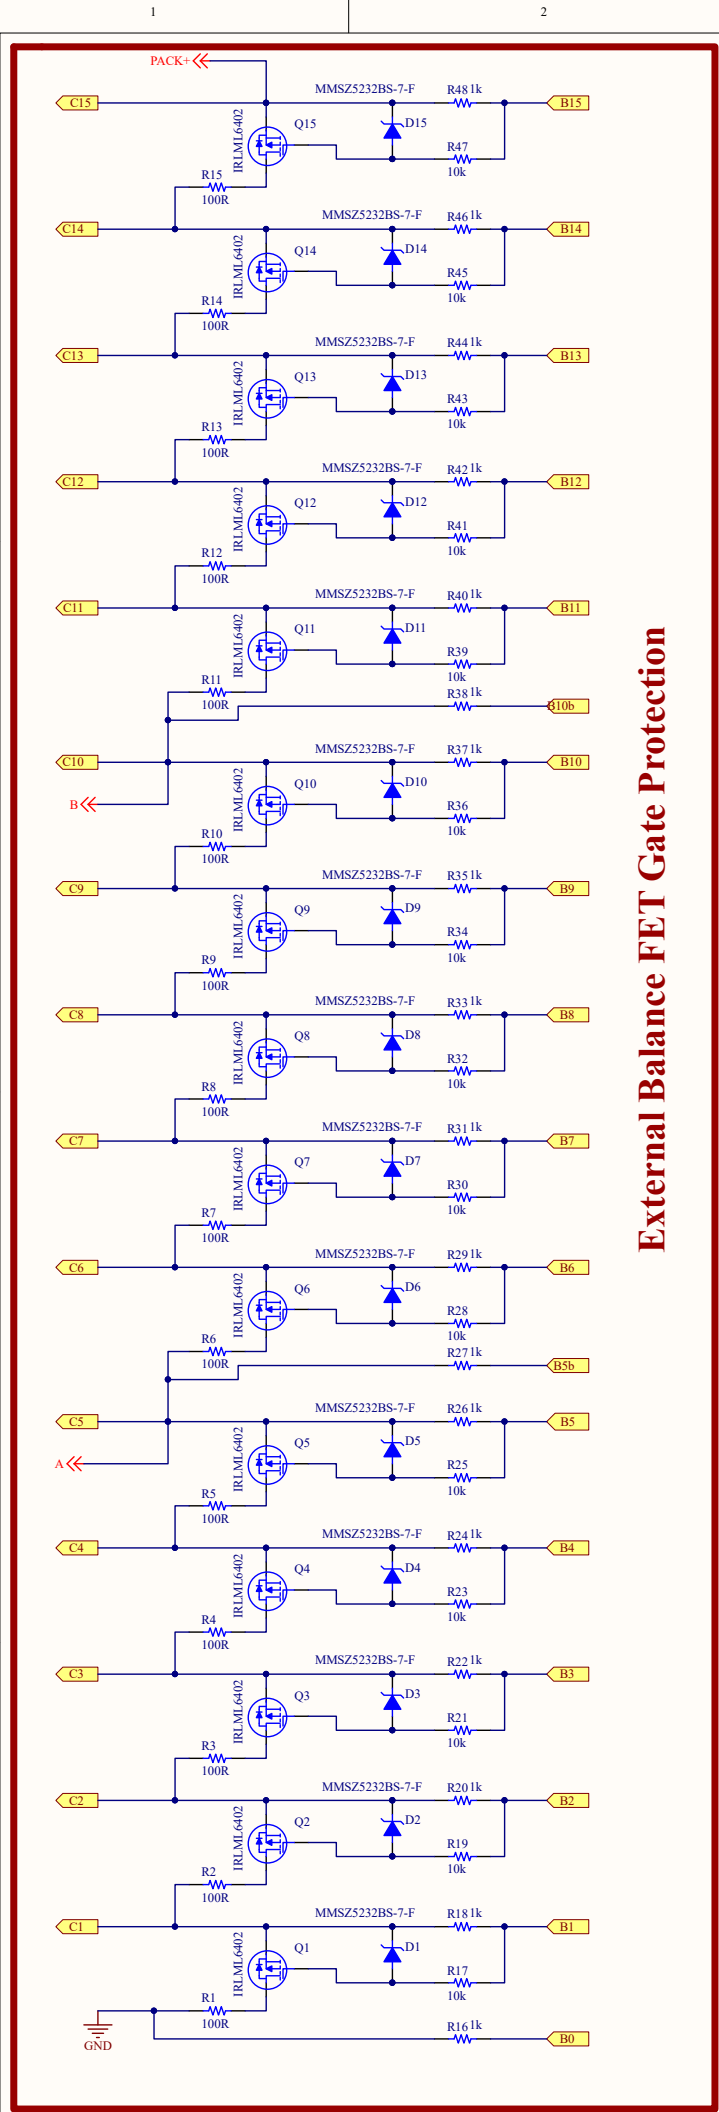 1 2
PACK+
MMSZ5232BS-7-F R48 1k
C15 B15
IRLML6402 Q15 D15
R47
10k
R15
100R
MMSZ5232BS-7-F R46 1k
C14 B14
IRLML6402 Q14 D14
R45
10k
R14
100R
MMSZ5232BS-7-F R44 1k
C13 B13
IRLML6402 Q13 D13
R43
10k
R13
100R
MMSZ5232BS-7-F R42 1k
C12 B12
IRLML6402 Q12 D12
R41
10k
R12
100R
MMSZ5232BS-7-F R40 1k
C11 B11
IRLML6402 Q11 D11
R39
10k
R11
100R
R38 1k
B10b
MMSZ5232BS-7-F R37 1k
C10 B10
IRLML6402 Q10 D10
B
R36
10k
R10
100R
MMSZ5232BS-7-F R35 1k
C9 B9
IRLML6402 Q9 D9
R34
10k
R9
100R
MMSZ5232BS-7-F R33 1k
C8 B8
IRLML6402 Q8 D8
R32
10k
R8
100R
MMSZ5232BS-7-F R31 1k
C7 B7
IRLML6402 Q7 D7
R30
10k
R7
100R
MMSZ5232BS-7-F R29 1k
C6 B6
IRLML6402 Q6 D6
R28
10k
R6
100R
R27 1k
B5b
MMSZ5232BS-7-F R26 1k
C5 B5
IRLML6402 Q5 D5
A
R25
10k
R5
100R
MMSZ5232BS-7-F R24 1k
C4 B4
IRLML6402 Q4 D4
R23
10k
R4
100R
MMSZ5232BS-7-F R22 1k
C3 B3
IRLML6402 Q3 D3
R21
10k
R3
100R
MMSZ5232BS-7-F R20 1k
C2 B2
IRLML6402 Q2 D2
R19
10k
R2
100R
MMSZ5232BS-7-F R18 1k
C1 B1
IRLML6402 Q1 D1
R17
10k
R1
100R
R16 1k
B0
GND
External Balance FET Gate Protection